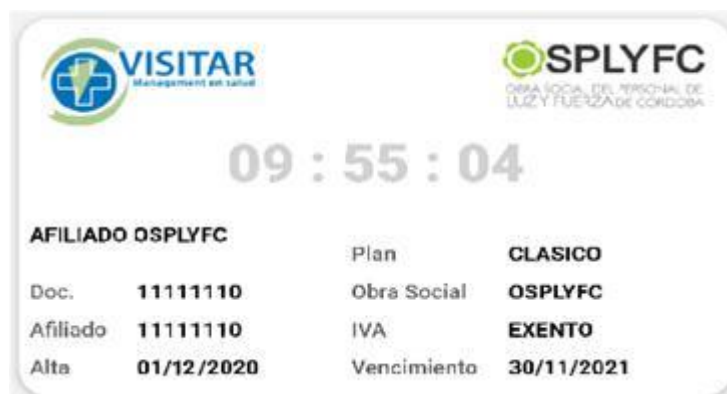 VISITAR
Management en salud
OSPLYFC
OBRA SOCIAL DEL PERSONAL DE
LUZ Y FUERZA DE CORDOBA
09 : 55 : 04
AFILIADO OSPLYFC
Plan CLASICO
Doc. 11111110 Obra Social OSPLYFC
Afiliado 11111110 IVA EXENTO
Alta 01/12/2020 Vencimiento 30/11/2021